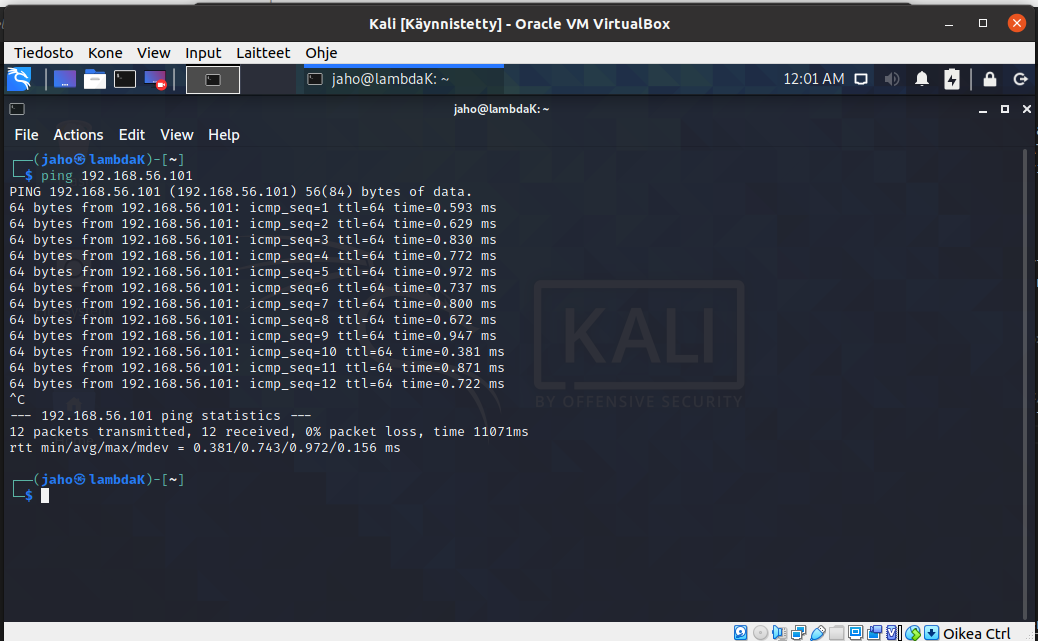 Kali [Käynnistetty] - Oracle VM VirtualBox
Tiedosto Kone View Input Laitteet Ohje
jaho@lambdaK: ~ 12:01 AM
jaho@lambdaK: ~
File Actions Edit View Help
┌──(jaho㉿lambdaK)-[~]
└─$ ping 192.168.56.101
PING 192.168.56.101 (192.168.56.101) 56(84) bytes of data.
64 bytes from 192.168.56.101: icmp_seq=1 ttl=64 time=0.593 ms
64 bytes from 192.168.56.101: icmp_seq=2 ttl=64 time=0.629 ms
64 bytes from 192.168.56.101: icmp_seq=3 ttl=64 time=0.830 ms
64 bytes from 192.168.56.101: icmp_seq=4 ttl=64 time=0.772 ms
64 bytes from 192.168.56.101: icmp_seq=5 ttl=64 time=0.972 ms
64 bytes from 192.168.56.101: icmp_seq=6 ttl=64 time=0.737 ms
64 bytes from 192.168.56.101: icmp_seq=7 ttl=64 time=0.800 ms
64 bytes from 192.168.56.101: icmp_seq=8 ttl=64 time=0.672 ms
64 bytes from 192.168.56.101: icmp_seq=9 ttl=64 time=0.947 ms
64 bytes from 192.168.56.101: icmp_seq=10 ttl=64 time=0.381 ms
64 bytes from 192.168.56.101: icmp_seq=11 ttl=64 time=0.871 ms
64 bytes from 192.168.56.101: icmp_seq=12 ttl=64 time=0.722 ms
^C
--- 192.168.56.101 ping statistics ---
12 packets transmitted, 12 received, 0% packet loss, time 11071ms
rtt min/avg/max/mdev = 0.381/0.743/0.972/0.156 ms
┌──(jaho㉿lambdaK)-[~]
└─$
KALI
BY OFFENSIVE SECURITY
Oikea Ctrl